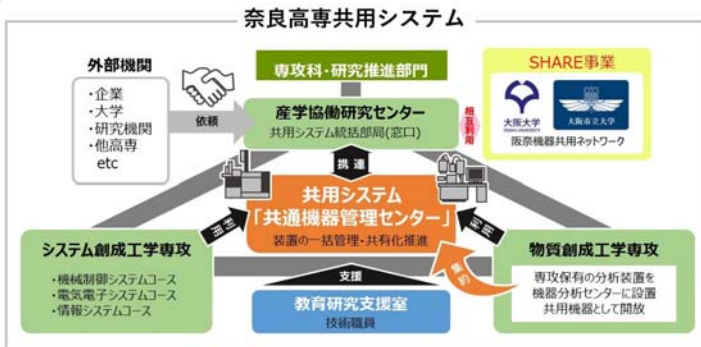 奈良高専共用システム
外部機関
・企業
・大学
・研究機関
・他高専
etc
依頼
専攻科・研究推進部門
産学協働研究センター
共用システム統括部局(窓口)
相互利用
SHARE事業
大阪大学
OSAKA UNIVERSITY
大阪市立大学
阪奈機器共用ネットワーク
携連
共用システム
「共通機器管理センター」
装置の一括管理・共有化推進
利用
利用
システム創成工学専攻
・機械制御システムコース
・電気電子システムコース
・情報システムコース
支援
教育研究支援室
技術職員
集約
物質創成工学専攻
専攻保有の分析装置を
機器分析センターに設置
共用機器として開放